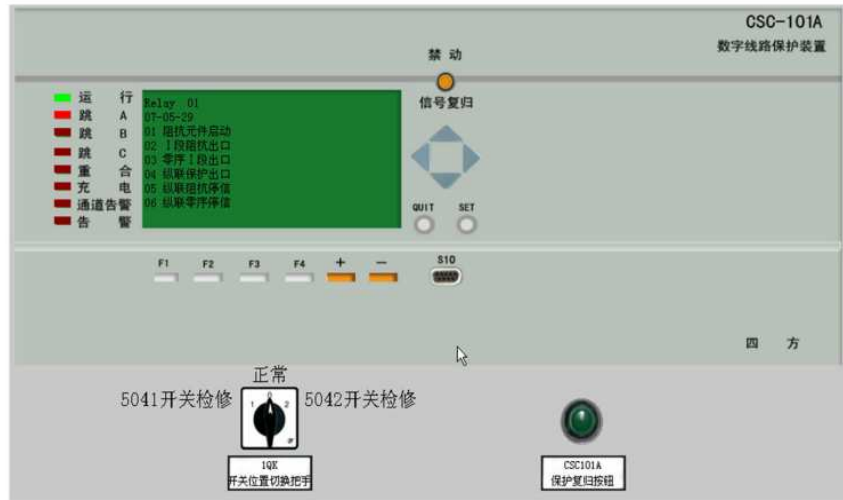 CSC-101A
数字线路保护装置
禁 动
信号复归
运 行
跳 A
跳 B
跳 C
重 合
充 电
通道告警
告 警
Relay 01
07-05-29
01 阻抗元件启动
02 Ⅰ段阻抗出口
03 零序Ⅰ段出口
04 纵联保护出口
05 纵联阻抗停信
06 纵联零序停信
QUIT SET
F1 F2 F3 F4 + - SIO
四 方
正常
5041开关检修
1 0 2
5042开关检修
1QK
开关位置切换把手
CSC101A
保护复归按钮